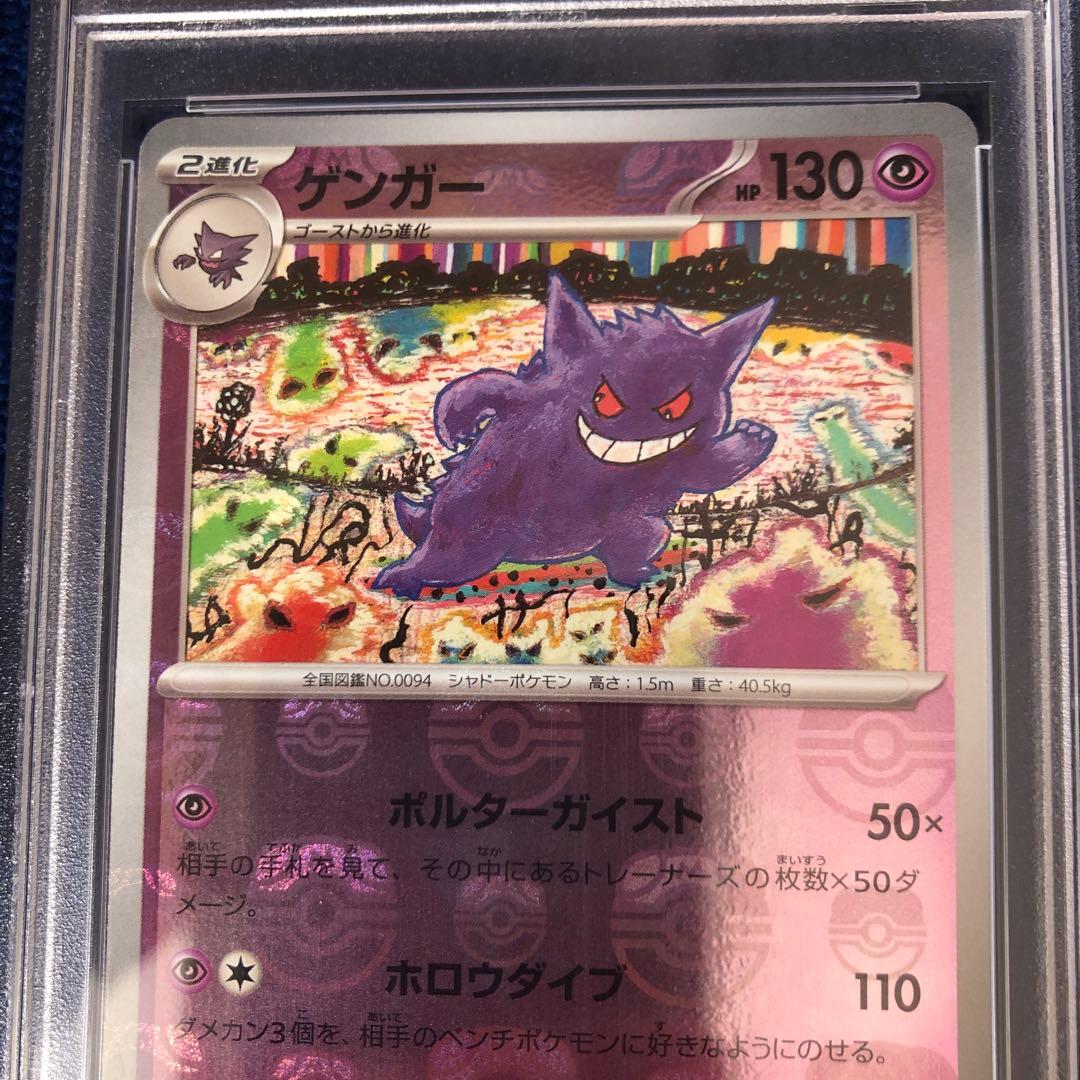 2進化
ゲンガー
HP 130
ゴーストから進化
全国図鑑NO.0094 シャドーポケモン 高さ：1.5m 重さ：40.5kg
ポルターガイスト 50×
相手の手札を見て、その中にあるトレーナーズの枚数×50ダ
メージ。
ホロウダイブ 110
ダメカン3個を、相手のベンチポケモンに好きなようにのせる。